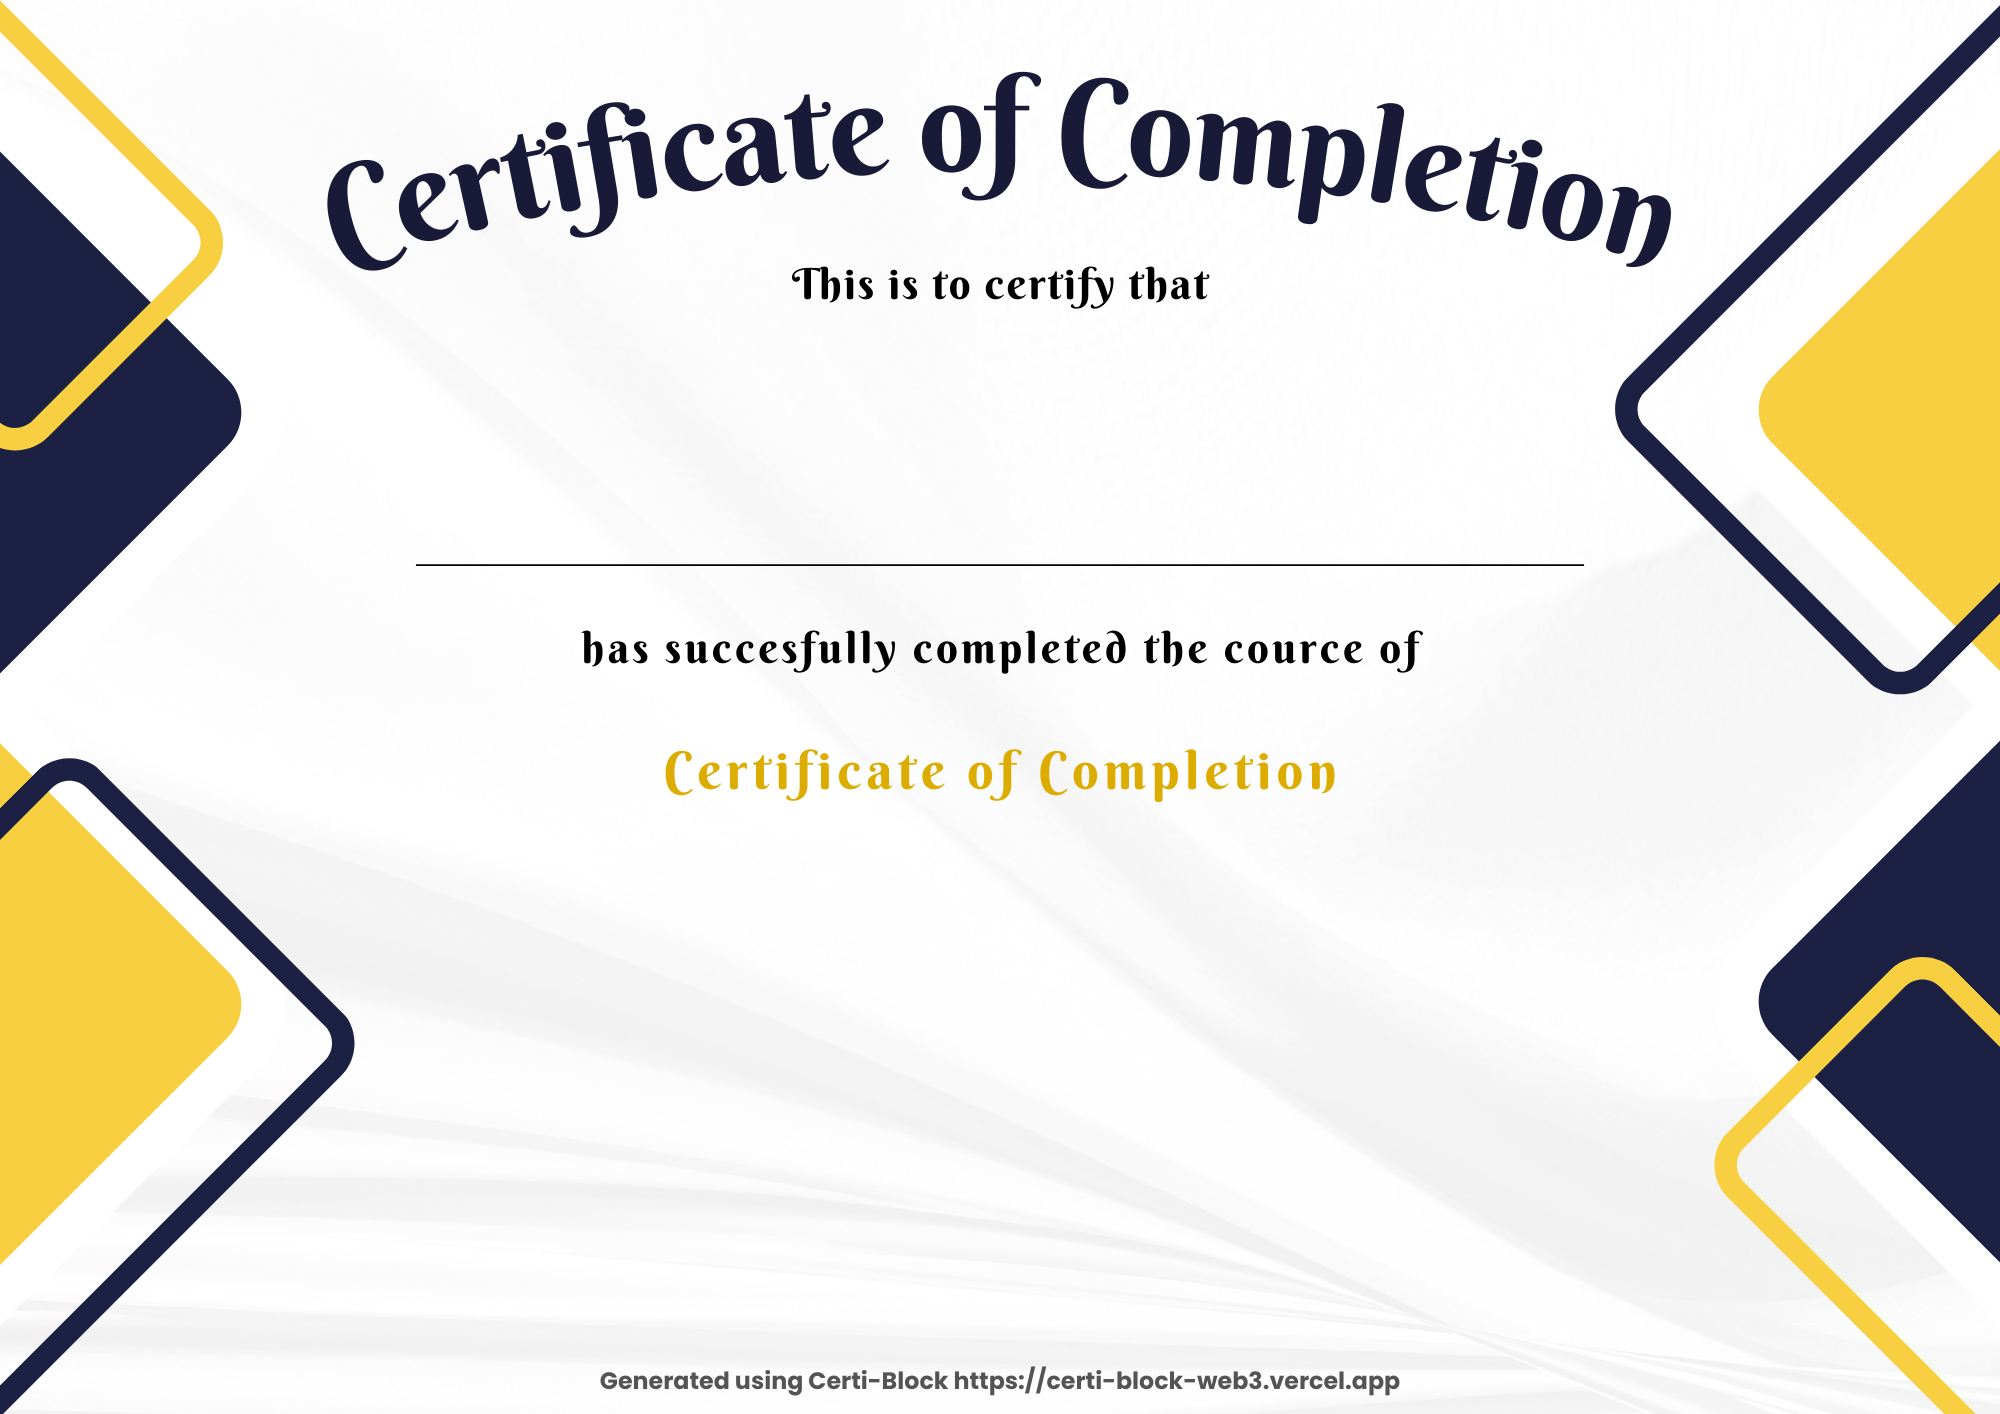 Certificate of Completion
This is to certify that
has succesfully completed the cource of
Certificate of Completion
Generated using Certi-Block https://certi-block-web3.vercel.app